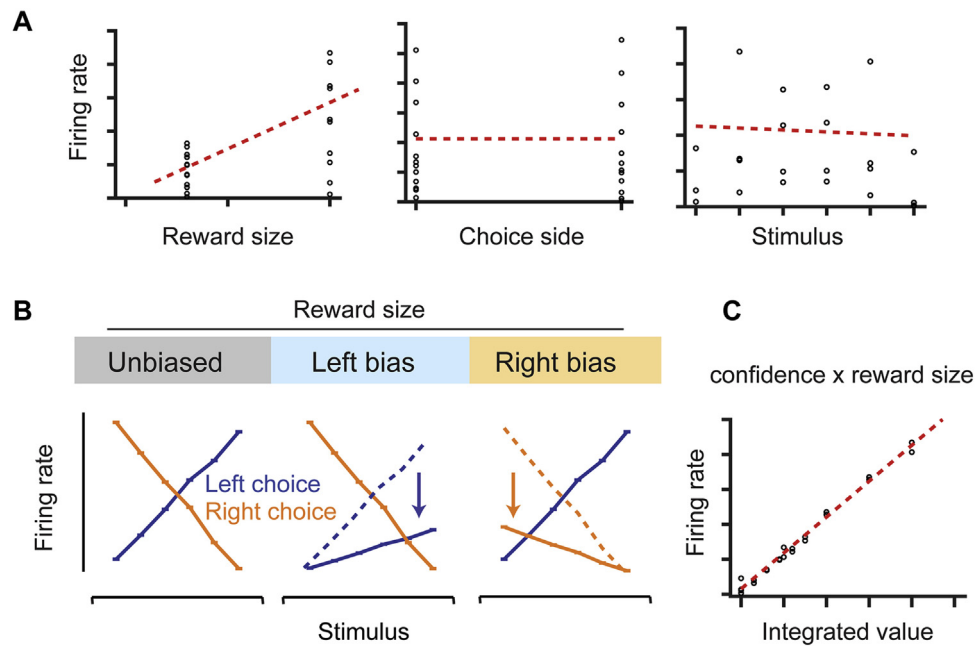 A
Firing rate
Reward size
Choice side
Stimulus
B
Reward size
Unbiased
Left bias
Right bias
Firing rate
Left choice
Right choice
Stimulus
C
confidence x reward size
Firing rate
Integrated value